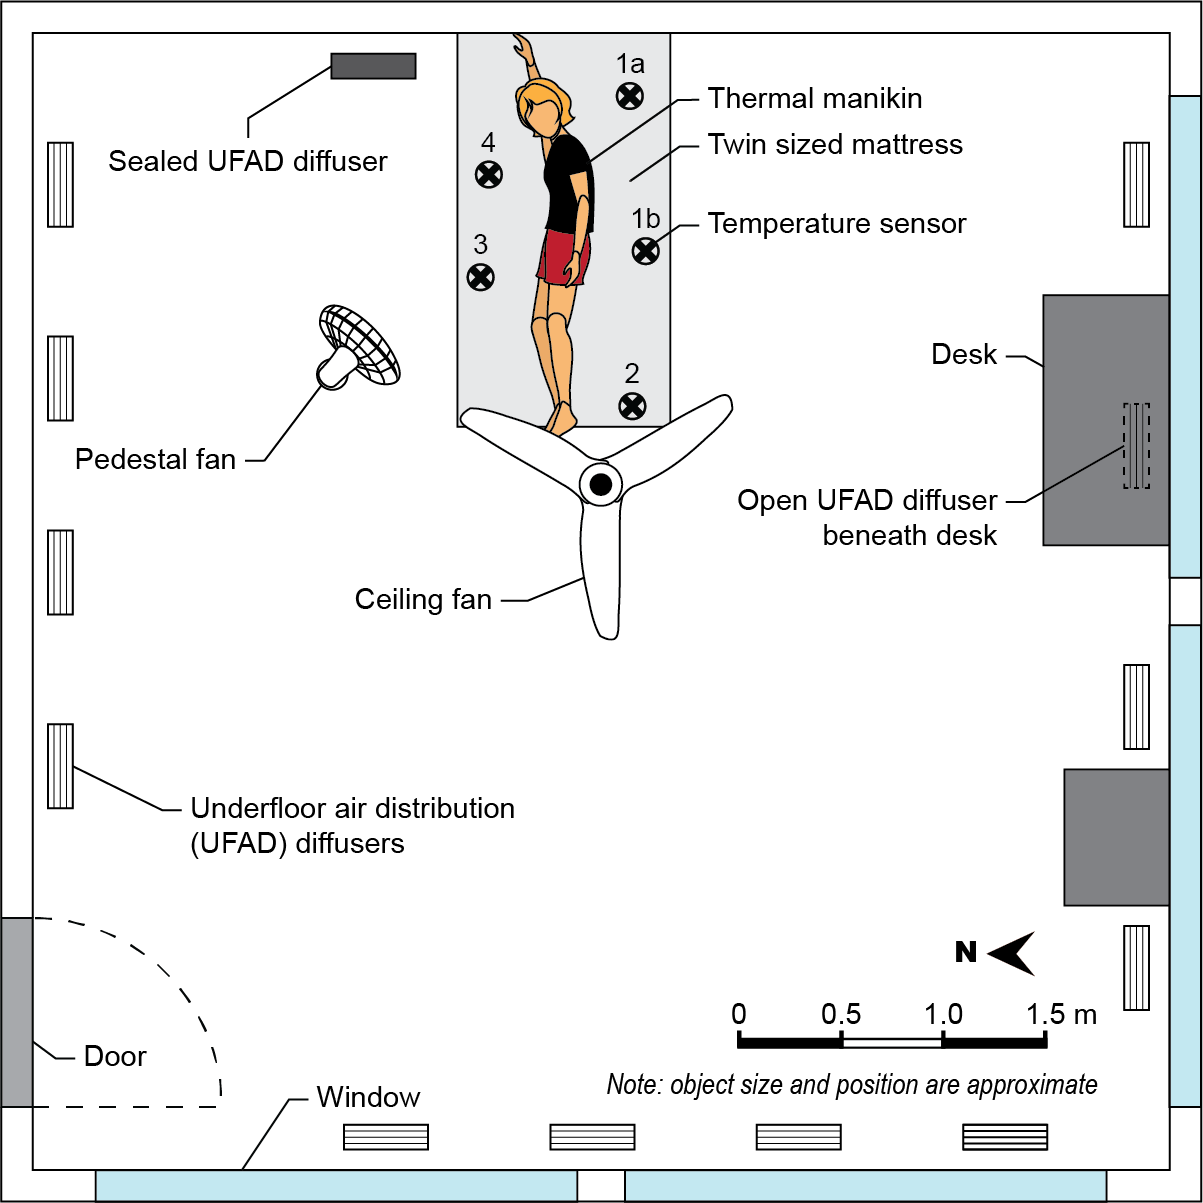 1a
Thermal manikin
4
Twin sized mattress
Sealed UFAD diffuser
1b
Temperature sensor
3
Desk
2
Pedestal fan
Open UFAD diffuser
beneath desk
Ceiling fan
Underfloor air distribution
(UFAD) diffusers
N
0 0.5 1.0 1.5 m
Door
Note: object size and position are approximate
Window